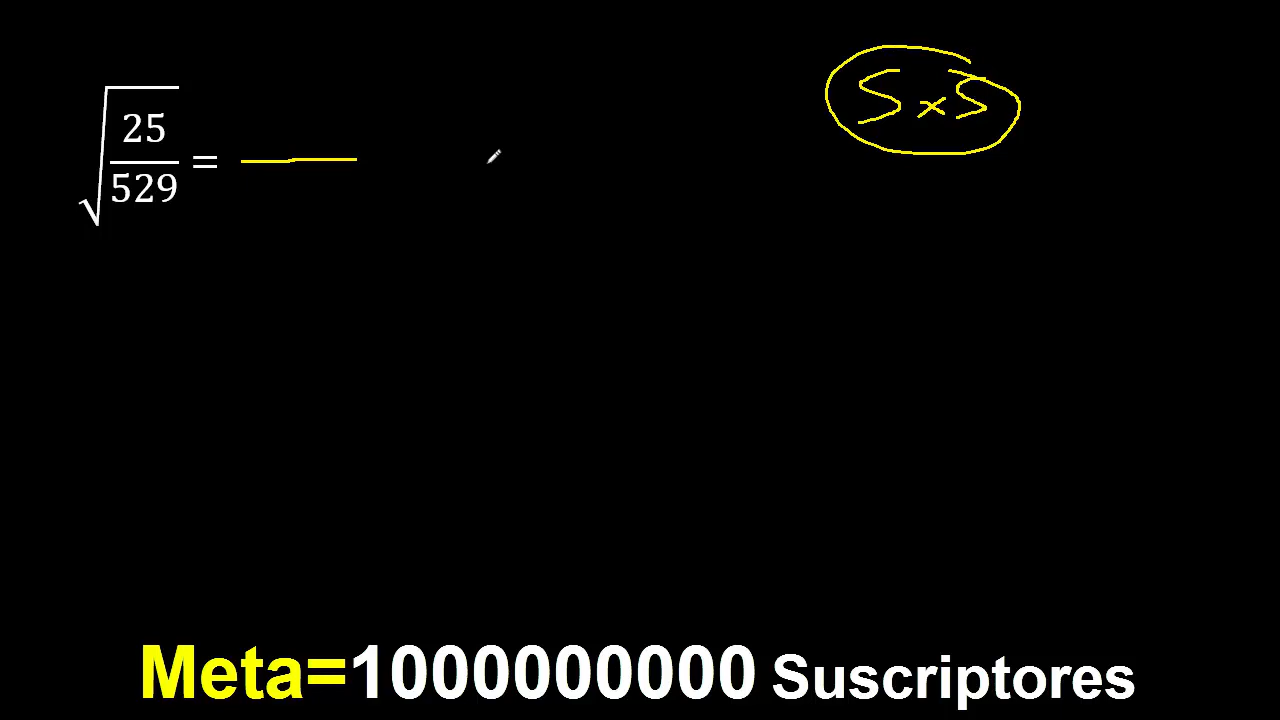 √25/529 =
5 x 5
Meta=1000000000 Suscriptores